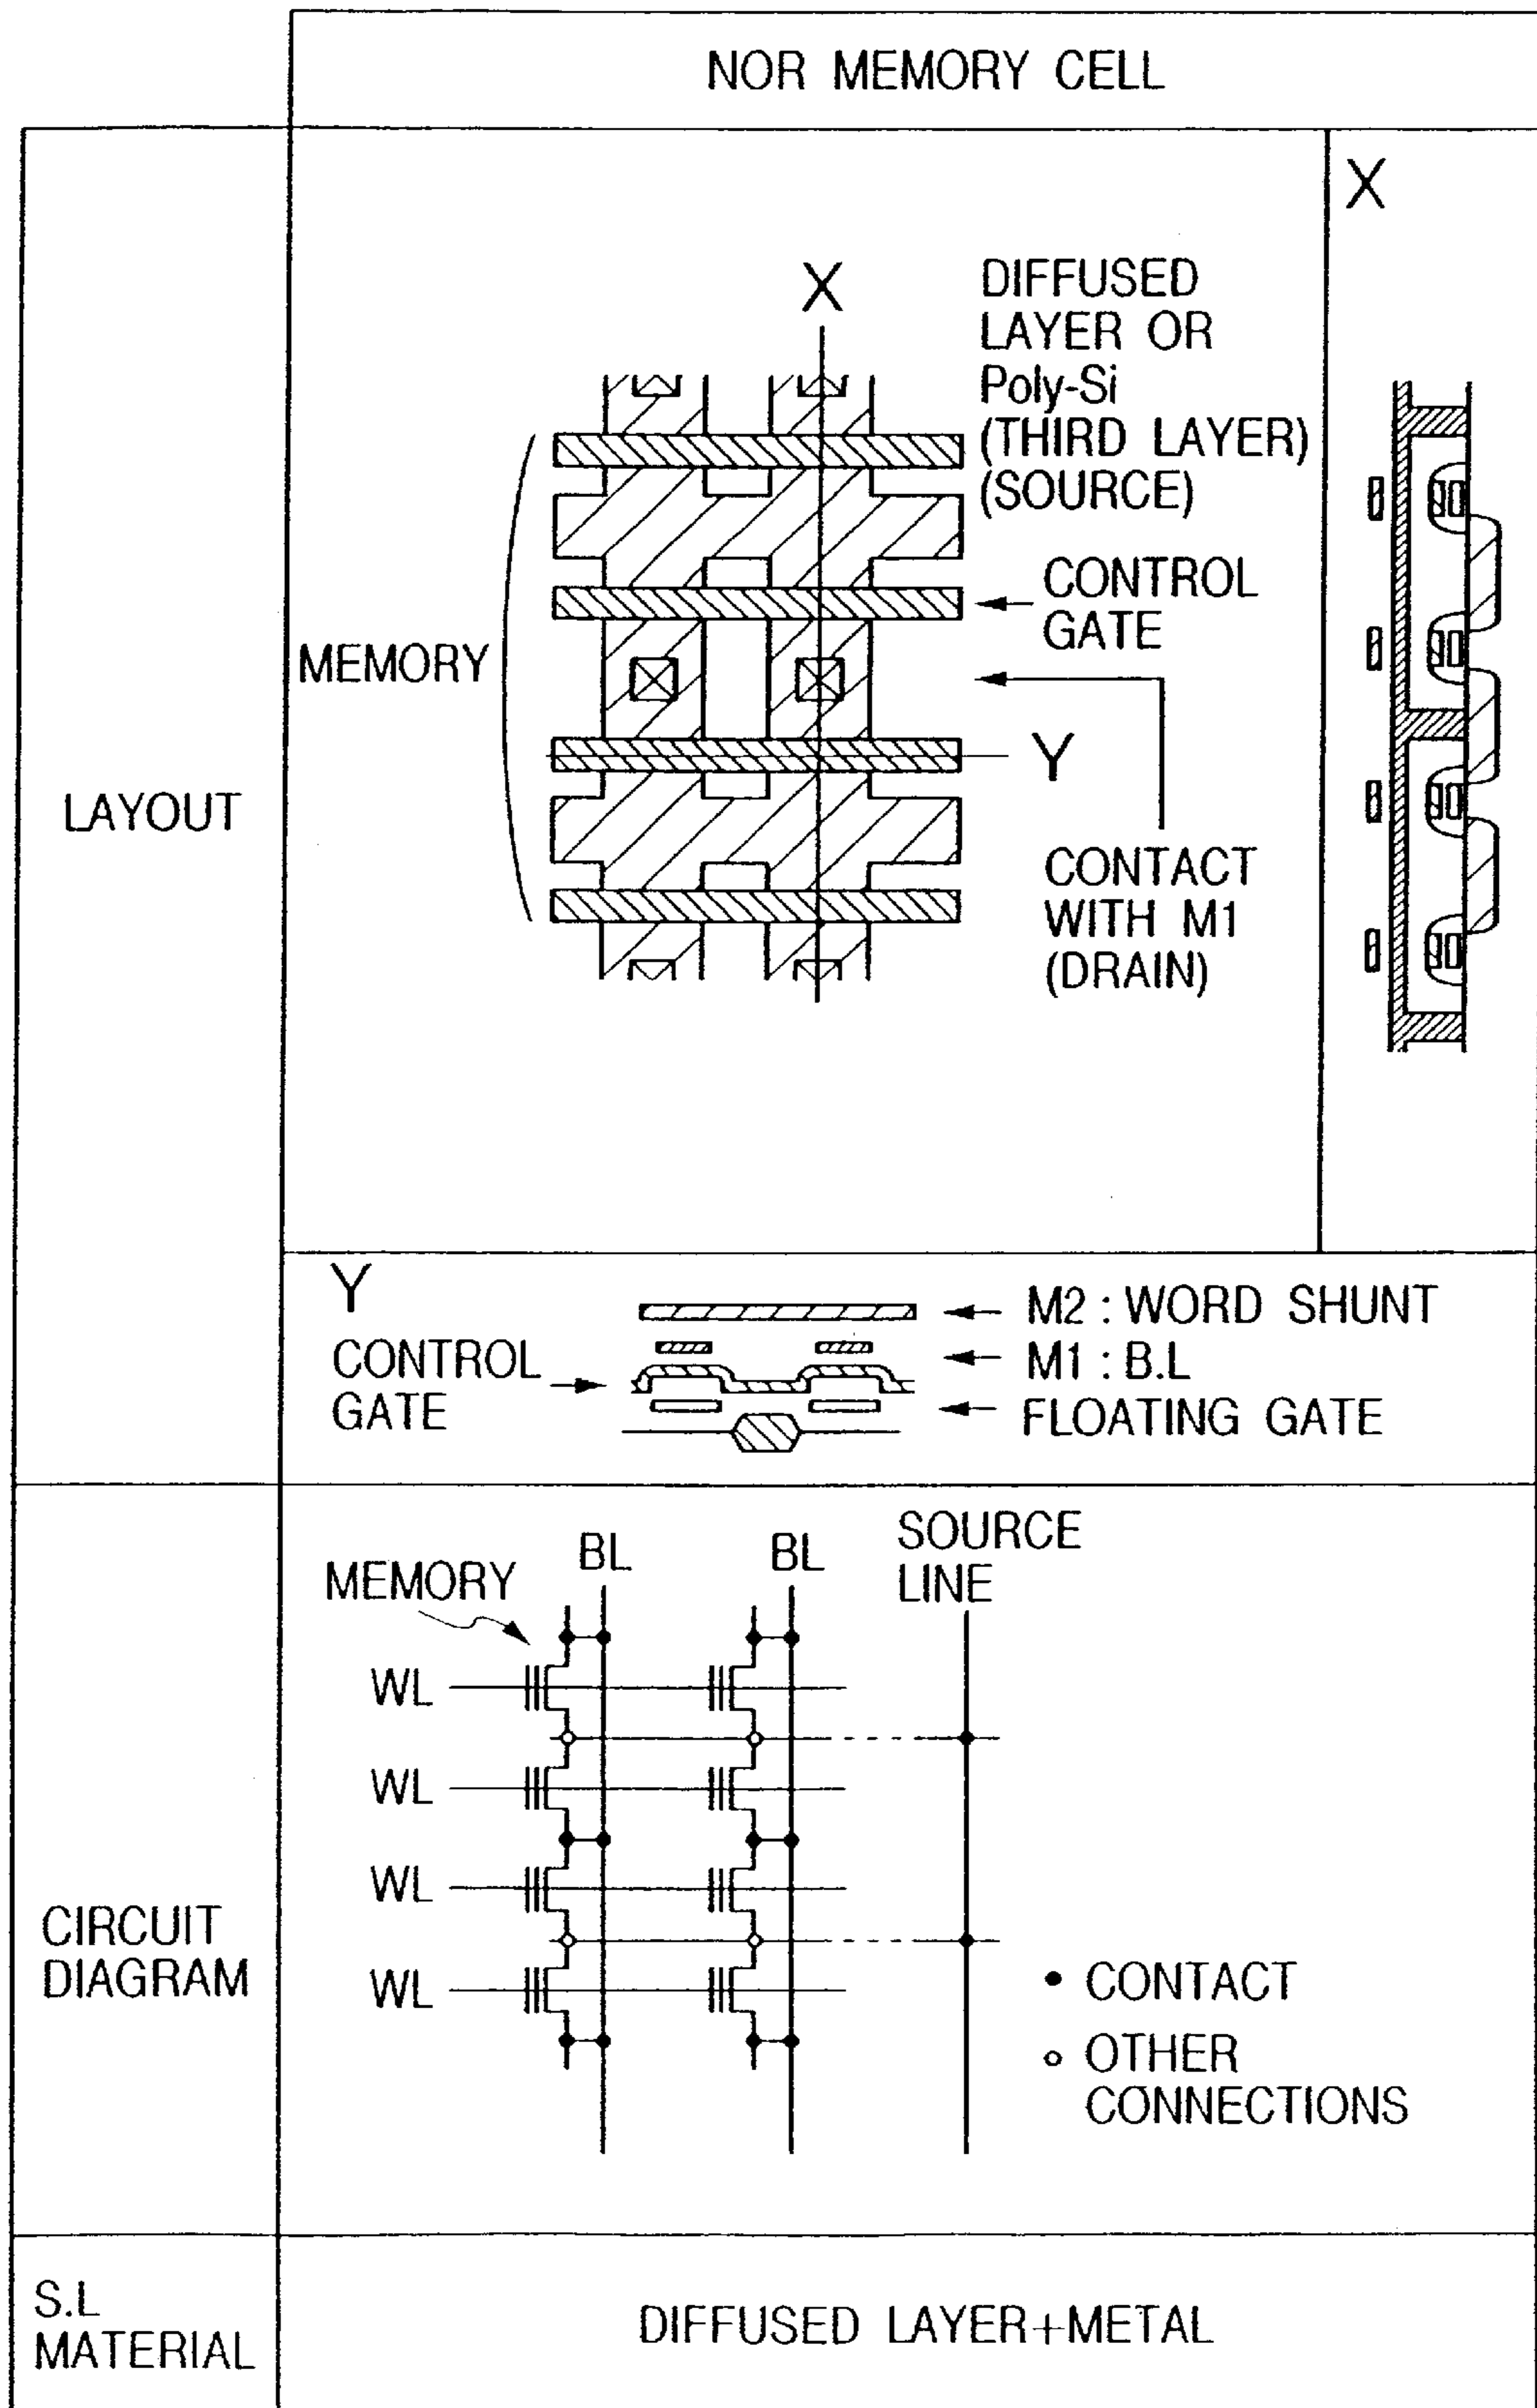 NOR MEMORY CELL
LAYOUT
X
X
DIFFUSED
LAYER OR
Poly-Si
(THIRD LAYER)
(SOURCE)
CONTROL
GATE
MEMORY
Y
CONTACT
WITH M1
(DRAIN)
Y
CONTROL
GATE
M2 : WORD SHUNT
M1 : B.L
FLOATING GATE
CIRCUIT
DIAGRAM
MEMORY
BL
BL
SOURCE
LINE
WL
WL
WL
WL
CONTACT
OTHER
CONNECTIONS
S.L
MATERIAL
DIFFUSED LAYER+METAL